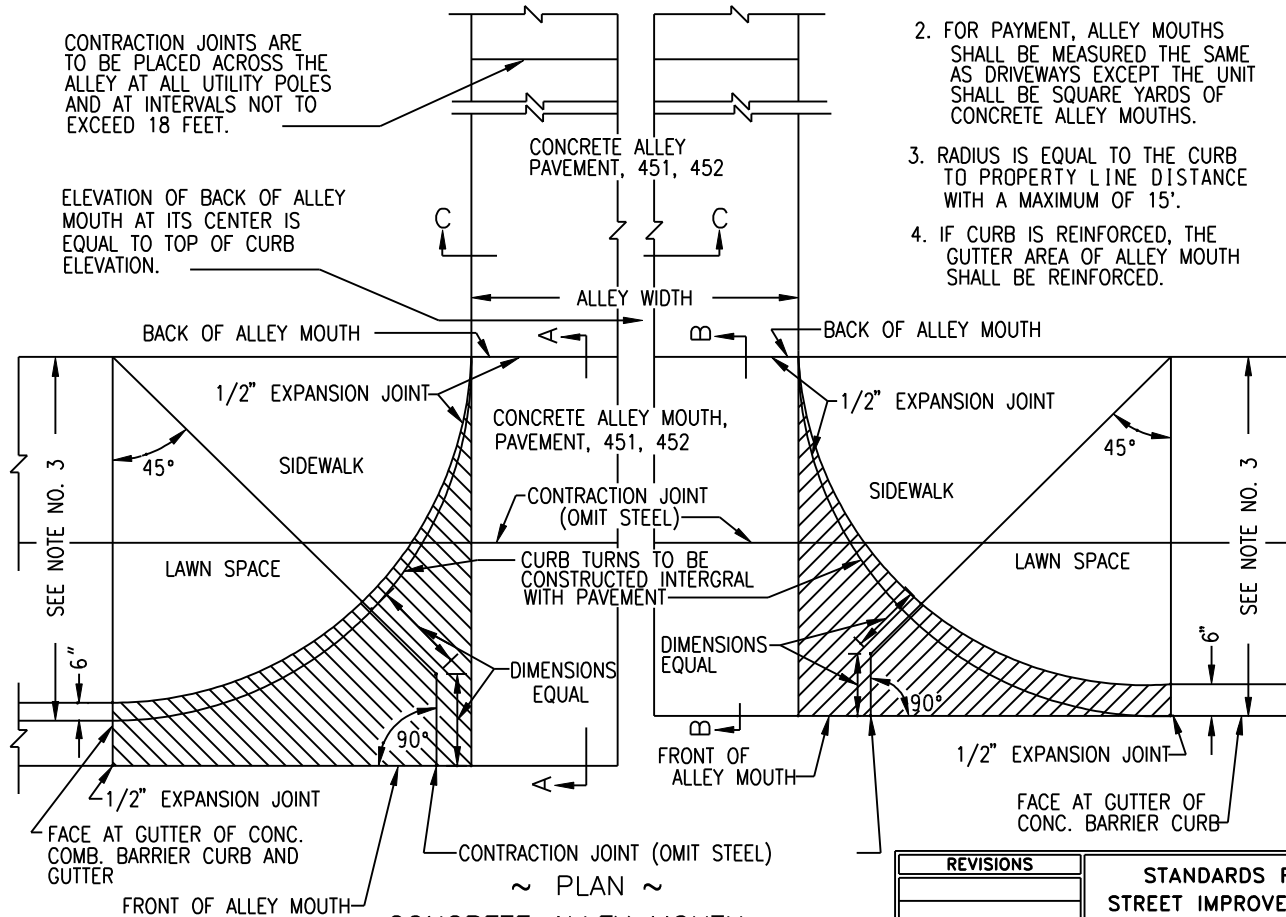 CONTRACTION JOINTS ARE
TO BE PLACED ACROSS THE
ALLEY AT ALL UTILITY POLES
AND AT INTERVALS NOT TO
EXCEED 18 FEET.
2. FOR PAYMENT, ALLEY MOUTHS
SHALL BE MEASURED THE SAME
AS DRIVEWAYS EXCEPT THE UNIT
SHALL BE SQUARE YARDS OF
CONCRETE ALLEY MOUTHS.
3. RADIUS IS EQUAL TO THE CURB
TO PROPERTY LINE DISTANCE
WITH A MAXIMUM OF 15'.
4. IF CURB IS REINFORCED, THE
GUTTER AREA OF ALLEY MOUTH
SHALL BE REINFORCED.
CONCRETE ALLEY
PAVEMENT, 451, 452
ELEVATION OF BACK OF ALLEY
MOUTH AT ITS CENTER IS
EQUAL TO TOP OF CURB
ELEVATION.
C
C
ALLEY WIDTH
BACK OF ALLEY MOUTH
A
B
BACK OF ALLEY MOUTH
1/2" EXPANSION JOINT
1/2" EXPANSION JOINT
CONCRETE ALLEY MOUTH,
PAVEMENT, 451, 452
45°
SIDEWALK
SIDEWALK
45°
SEE NOTE NO. 3
SEE NOTE NO. 3
CONTRACTION JOINT
(OMIT STEEL)
LAWN SPACE
LAWN SPACE
CURB TURNS TO BE
CONSTRUCTED INTERGRAL
WITH PAVEMENT
6"
6"
DIMENSIONS
EQUAL
DIMENSIONS
EQUAL
90°
90°
B
A
FRONT OF
ALLEY MOUTH
1/2" EXPANSION JOINT
1/2" EXPANSION JOINT
FACE AT GUTTER OF
CONC. BARRIER CURB
FACE AT GUTTER OF CONC.
COMB. BARRIER CURB AND
GUTTER
CONTRACTION JOINT (OMIT STEEL)
FRONT OF ALLEY MOUTH
~ PLAN ~
REVISIONS
STANDARDS
STREET